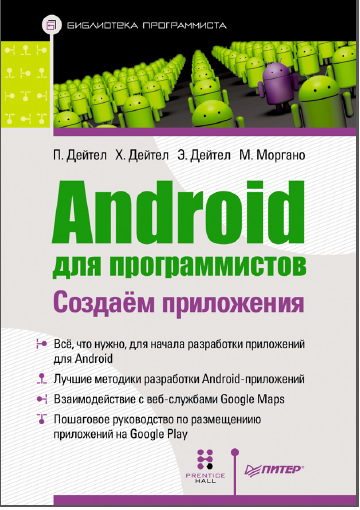 БИБЛИОТЕКА ПРОГРАММИСТА
П. Дейтел Х. Дейтел Э. Дейтел М. Моргано
Android
для программистов
Создаём приложения
Всё, что нужно, для начала разработки приложений
для Android
Лучшие методики разработки Android-приложений
Взаимодействие с веб-службами Google Maps
Пошаговое руководство по размещениию
приложений на Google Play
PRENTICE
HALL
ПИТЕР®